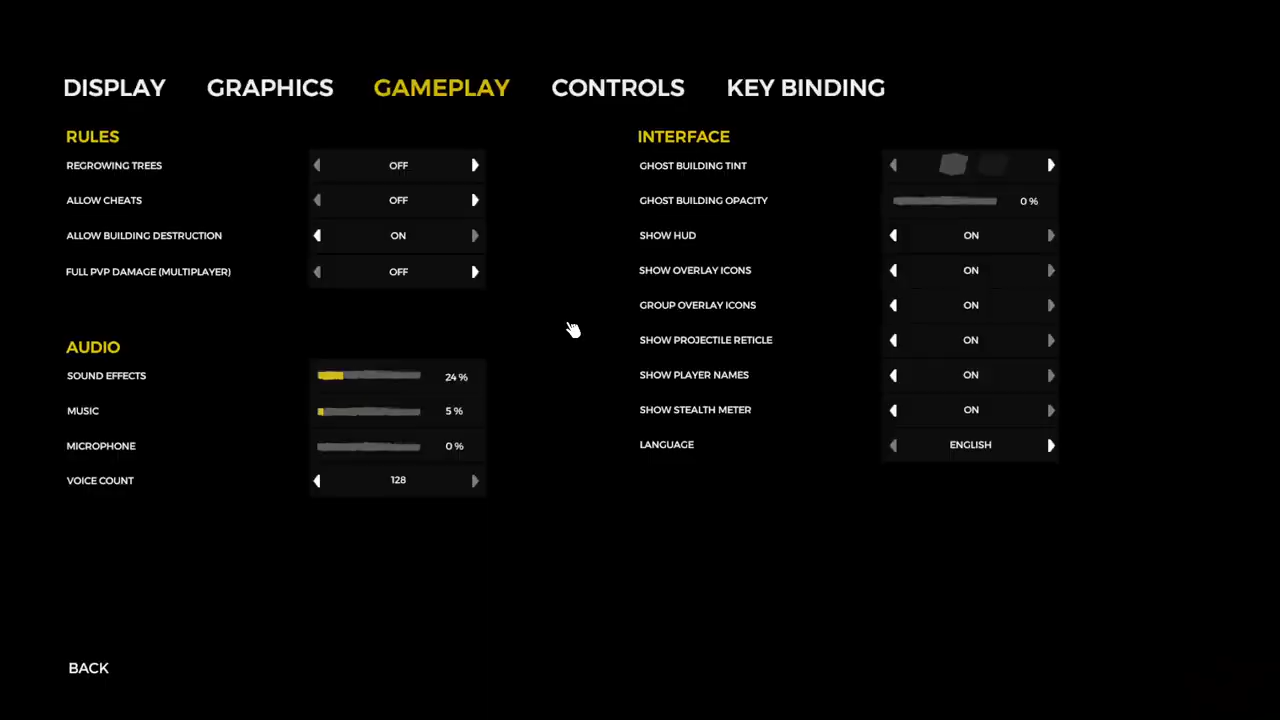 DISPLAY GRAPHICS GAMEPLAY CONTROLS KEY BINDING
RULES
REGROWING TREES OFF
ALLOW CHEATS OFF
ALLOW BUILDING DESTRUCTION ON
FULL PVP DAMAGE (MULTIPLAYER) OFF
AUDIO
SOUND EFFECTS 24 %
MUSIC 5 %
MICROPHONE 0 %
VOICE COUNT 128
INTERFACE
GHOST BUILDING TINT
GHOST BUILDING OPACITY 0 %
SHOW HUD ON
SHOW OVERLAY ICONS ON
GROUP OVERLAY ICONS ON
SHOW PROJECTILE RETICLE ON
SHOW PLAYER NAMES ON
SHOW STEALTH METER ON
LANGUAGE ENGLISH
BACK